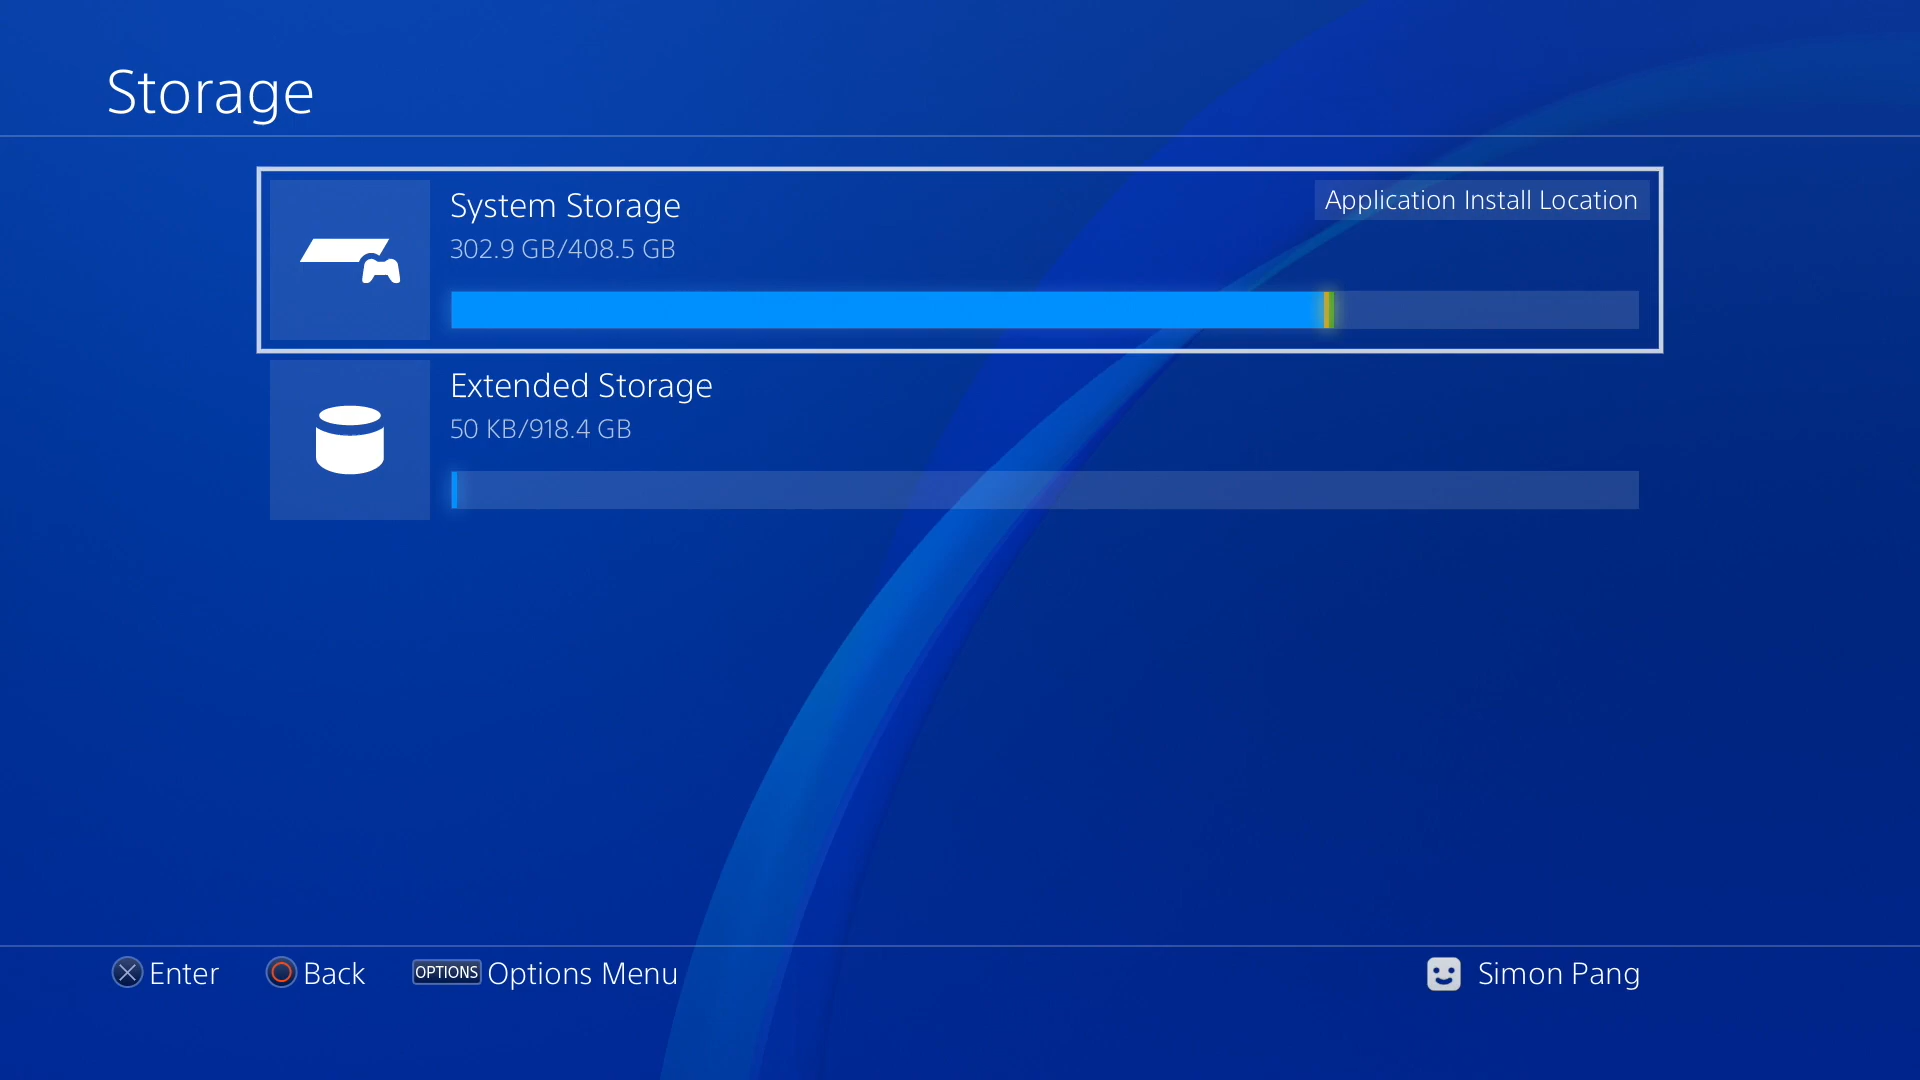 Storage
System Storage
Application Install Location
302.9 GB/408.5 GB
Extended Storage
50 KB/918.4 GB
Enter
Back
OPTIONS Options Menu
Simon Pang